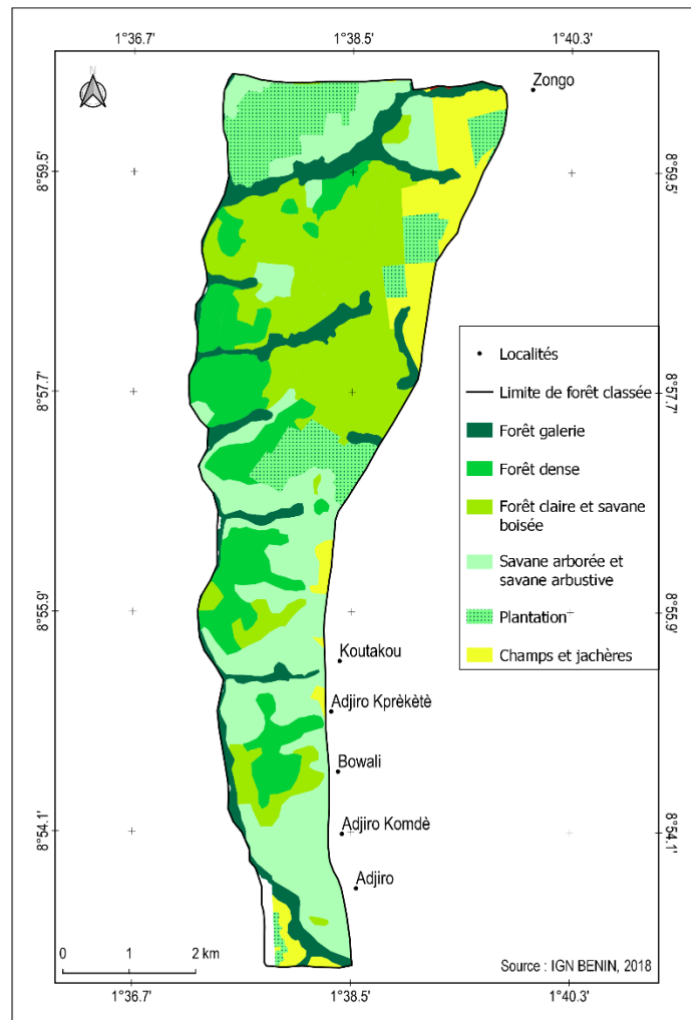 1°36.7'
1°38.5'
1°40.3'
N
Zongo
8°59.5'
8°59.5'
Localités
Limite de forêt classée
8°57.7'
8°57.7'
Forêt galerie
Forêt dense
Forêt claire et savane
boisée
Savane arborée et
savane arbustive
Plantation
Champs et jachères
8°55.9'
8°55.9'
Koutakou
Adjiro Kprèkètè
Bowali
Adjiro Komdè
8°54.1'
8°54.1'
Adjiro
0 1 2 km
Source : IGN BENIN, 2018
1°36.7'
1°38.5'
1°40.3'